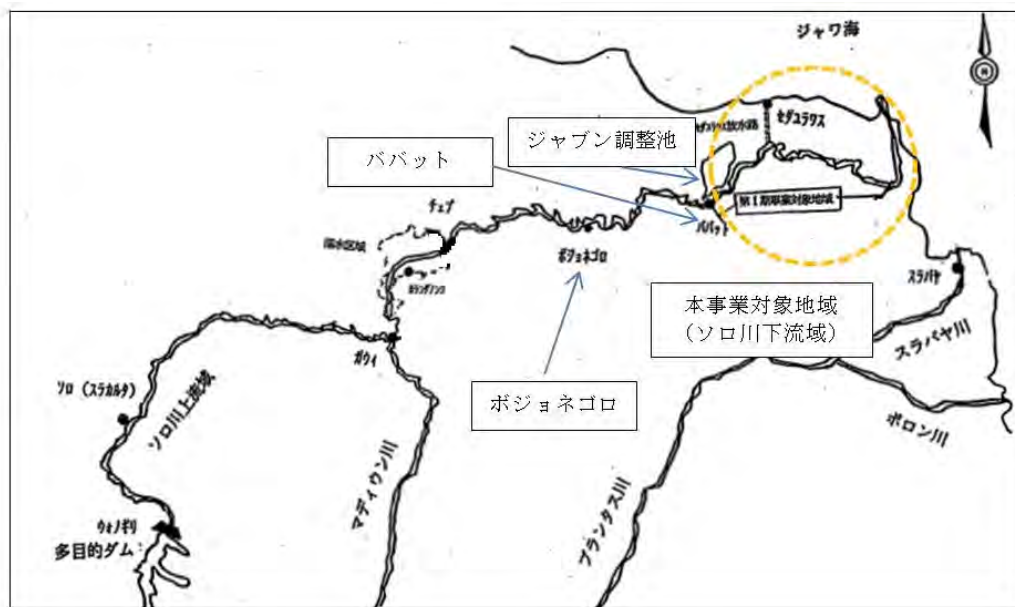 ジャワ海
N
セダユラワス
ジャブン調整池
ババット
第Ⅰ期事業対象地域
ババット
チェプ
ボジョネゴロ
スラバヤ
本事業対象地域
(ソロ川下流域)
スラバヤ川
ガウィ
ボジョネゴロ
ソロ(スラカルタ)
ソロ川上流域
マディウン川
ブランタス川
ポロン川
ウォノギリ
多目的ダム